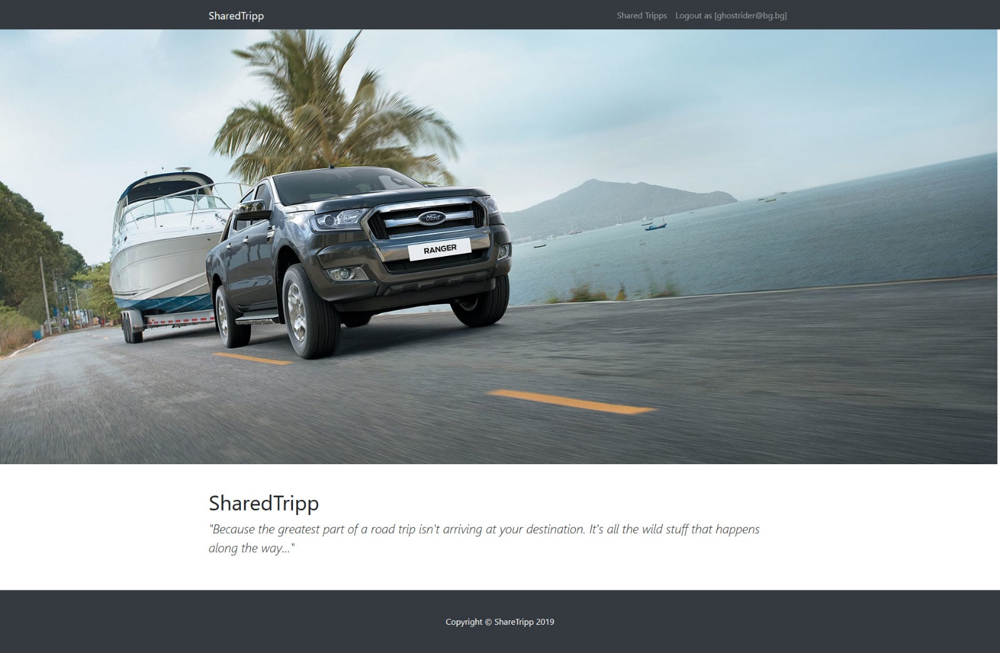 SharedTripp
Shared Tripps
Logout as [ghostrider@bg.bg]
Ford
RANGER
SharedTripp
"Because the greatest part of a road trip isn't arriving at your destination. It's all the wild stuff that happens
along the way..."
Copyright © ShareTripp 2019